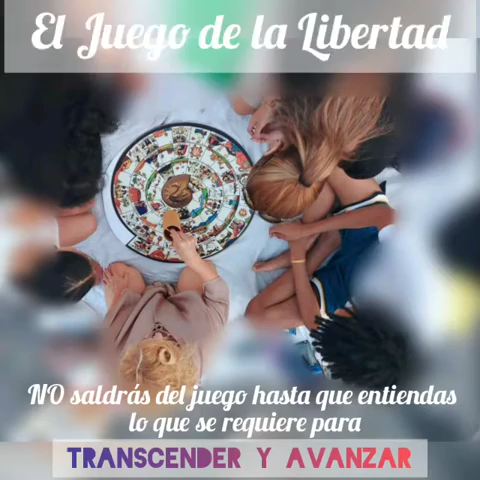 El Juego de la Libertad
NO saldrás del juego hasta que entiendas
lo que se requiere para
TRANSCENDER Y AVANZAR